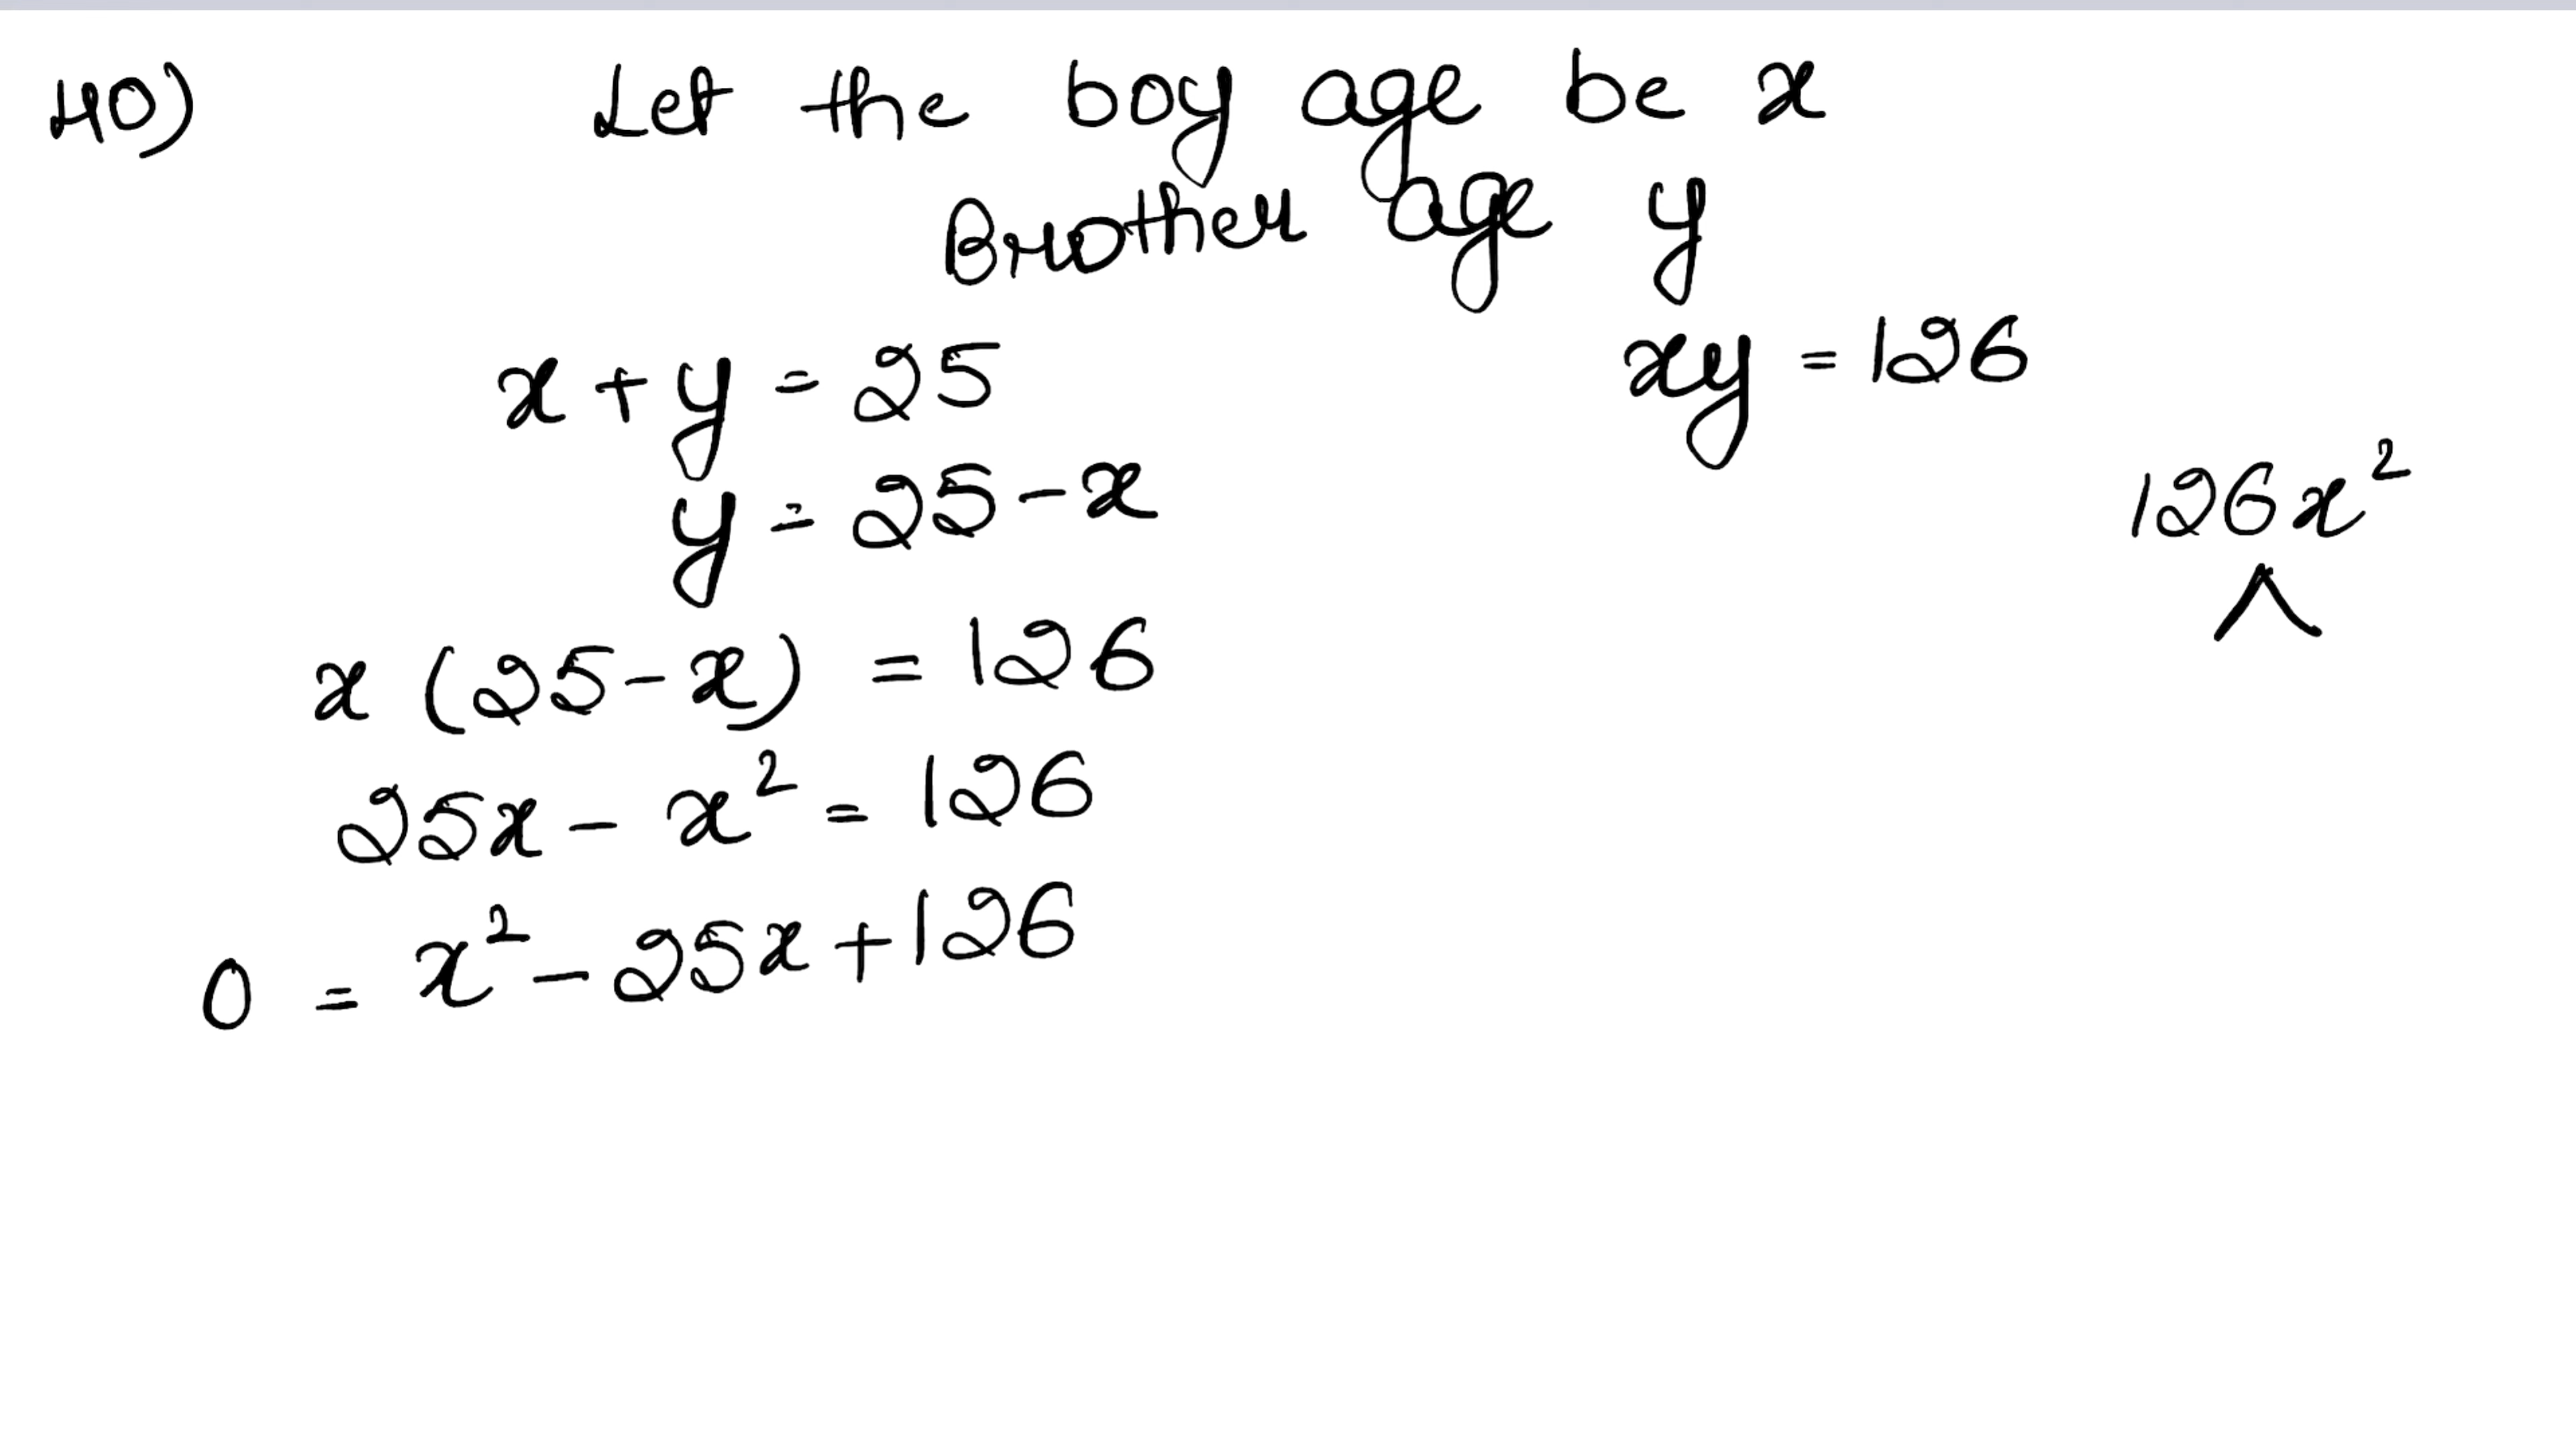 40) Let the boy age be x
Brother age y
x + y = 25
xy = 126
y = 25 - x
126x²
x (25 - x) = 126
25x - x² = 126
0 = x² - 25x + 126